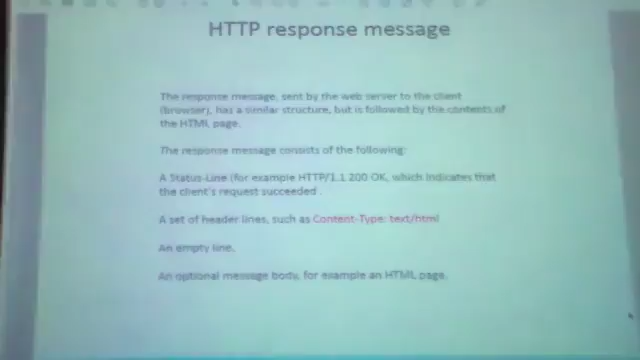 HTTP response message
The response message, sent by the web server to the client
(browser), has a similar structure, but is followed by the contents of
the HTML page.
The response message consists of the following:
A Status-Line (for example HTTP/1.1 200 OK, which indicates that
the client's request succeeded .
A set of header lines, such as Content-Type: text/html
An empty line.
An optional message body, for example an HTML page.